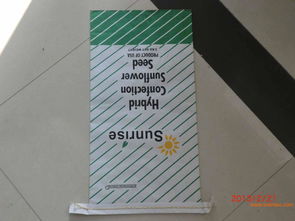 Sunrise
Hybrid
Confection
Sunflower
Seed
PRODUCT OF USA